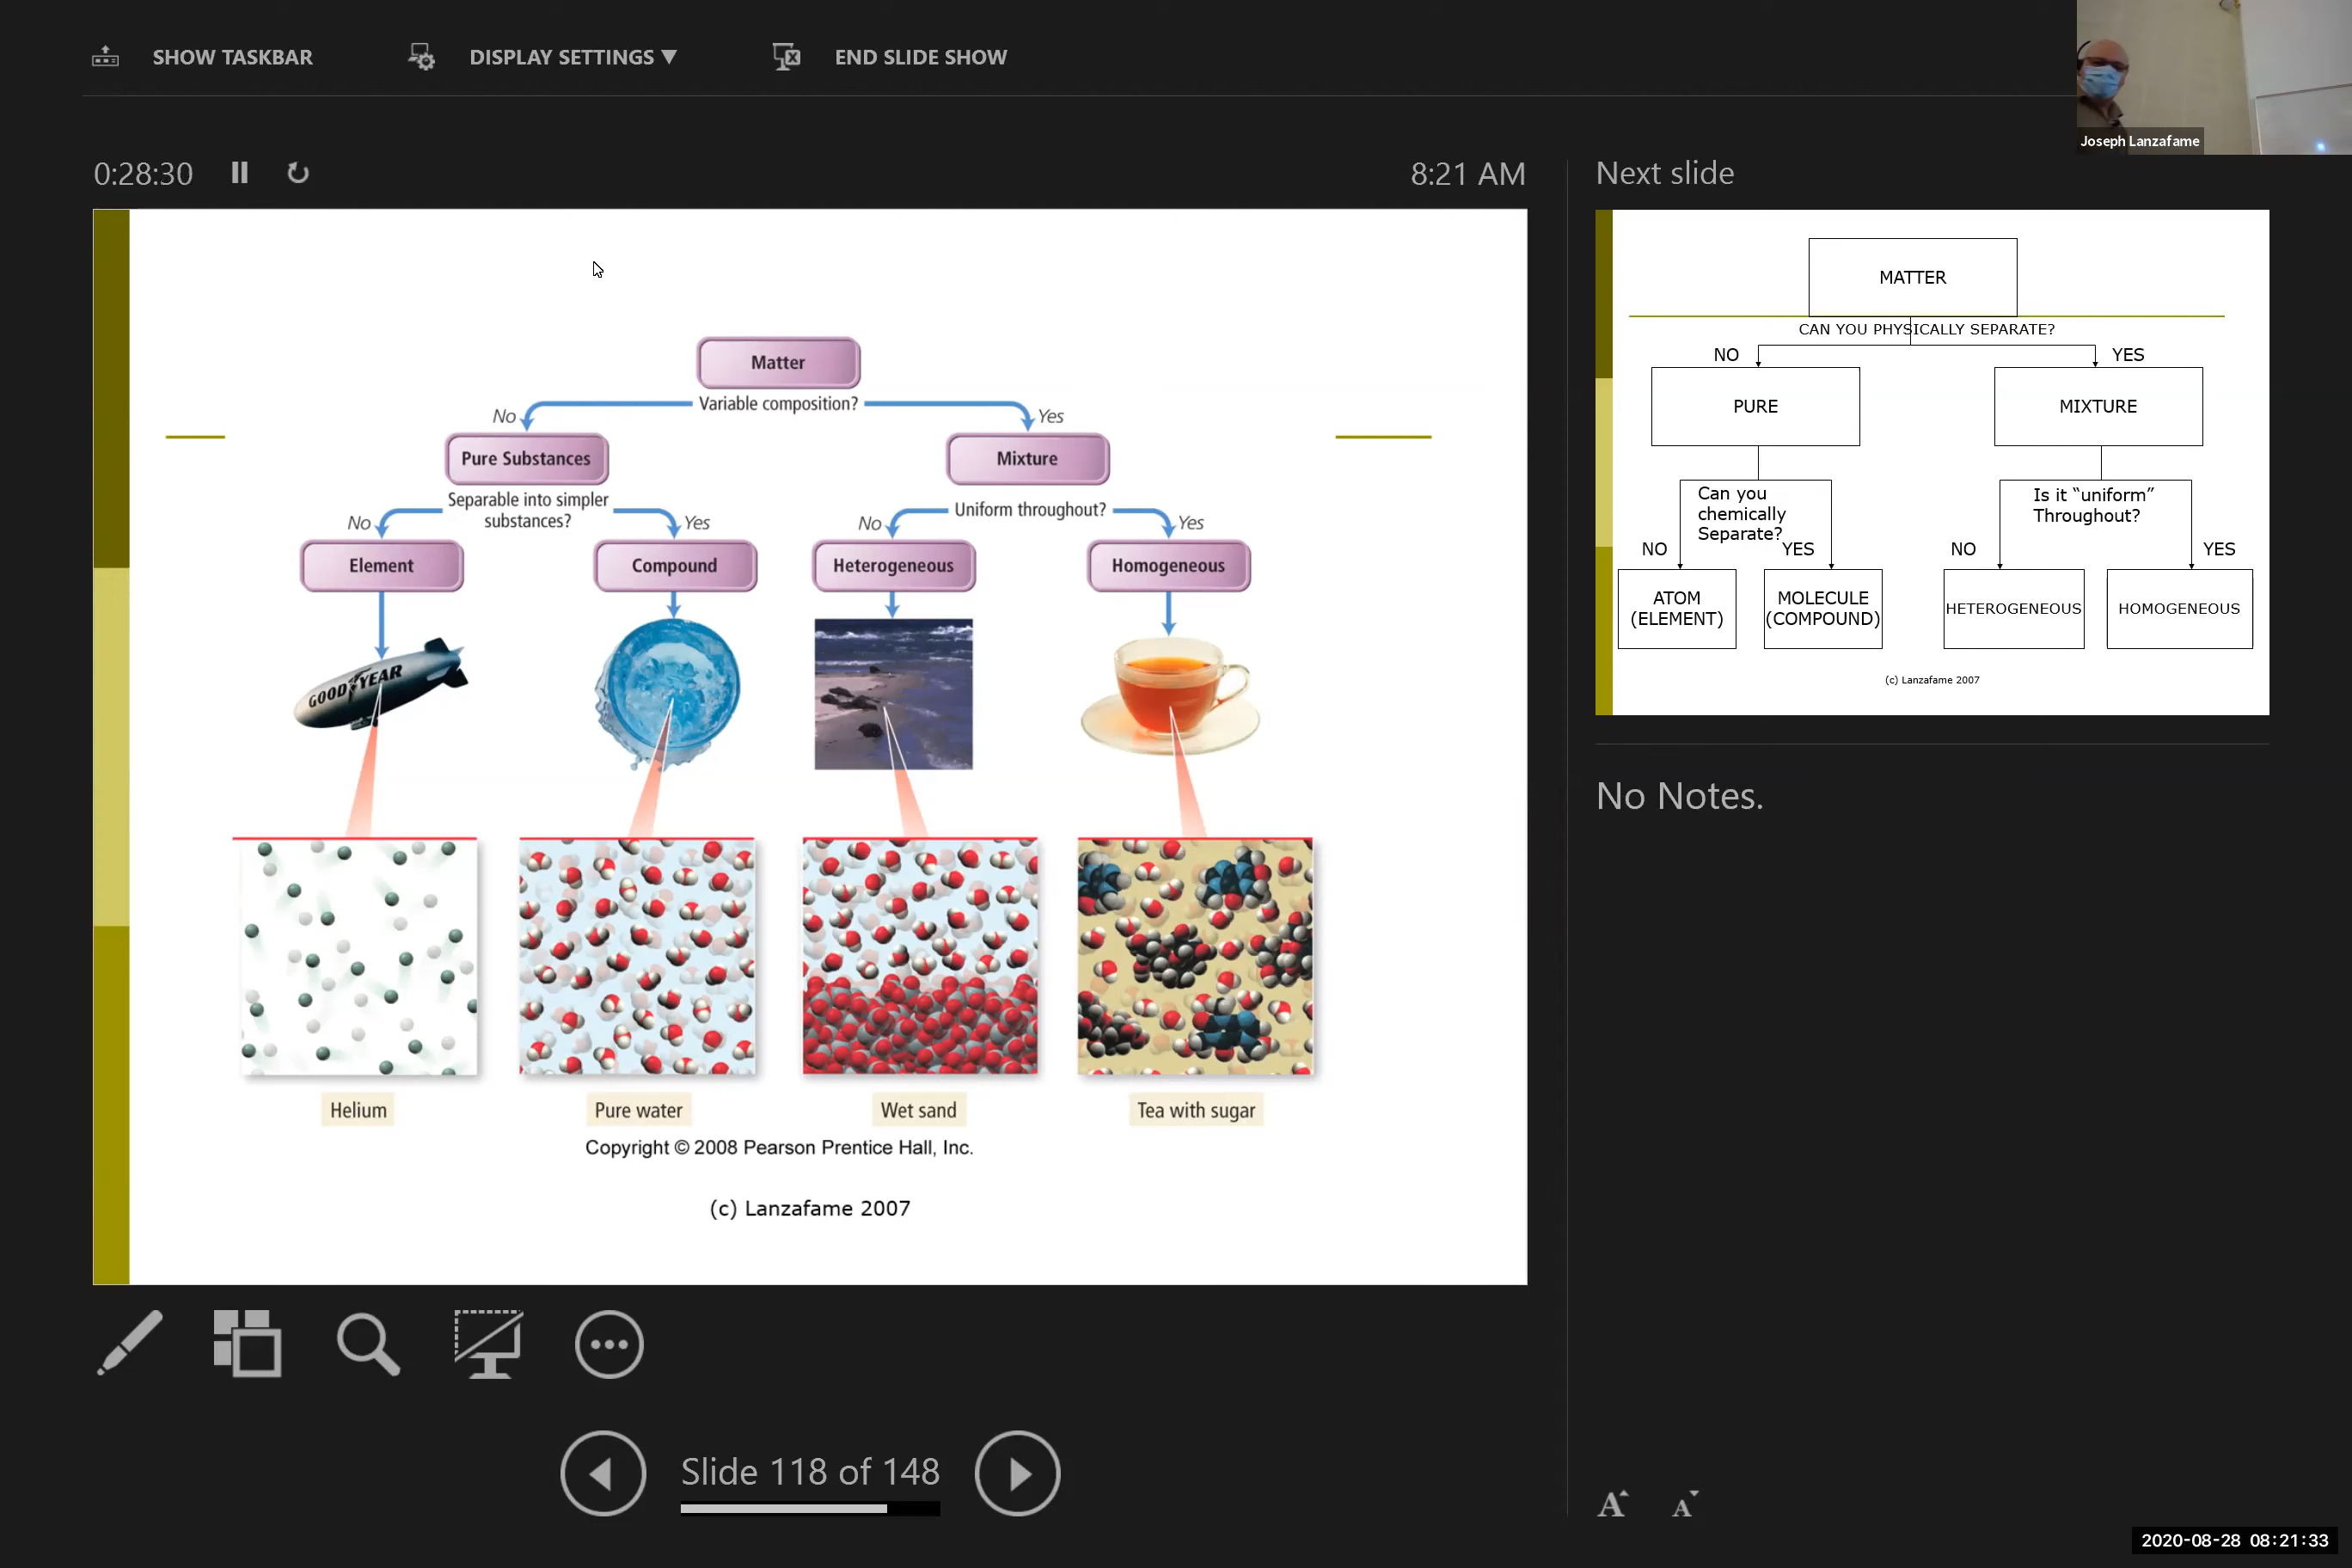 SHOW TASKBAR
DISPLAY SETTINGS ▼
END SLIDE SHOW
Joseph Lanzafame
0:28:30
8:21 AM
Next slide
Matter
Variable composition?
No
Yes
Pure Substances
Mixture
Separable into simpler
substances?
Uniform throughout?
No
Yes
No
Yes
Element
Compound
Heterogeneous
Homogeneous
GOODYEAR
Helium
Pure water
Wet sand
Tea with sugar
Copyright © 2008 Pearson Prentice Hall, Inc.
(c) Lanzafame 2007
MATTER
CAN YOU PHYSICALLY SEPARATE?
NO
YES
PURE
MIXTURE
Can you
chemically
Separate?
Is it “uniform”
Throughout?
NO
YES
NO
YES
ATOM
(ELEMENT)
MOLECULE
(COMPOUND)
HETEROGENEOUS
HOMOGENEOUS
(c) Lanzafame 2007
No Notes.
Slide 118 of 148
A A
2020-08-28 08:21:33